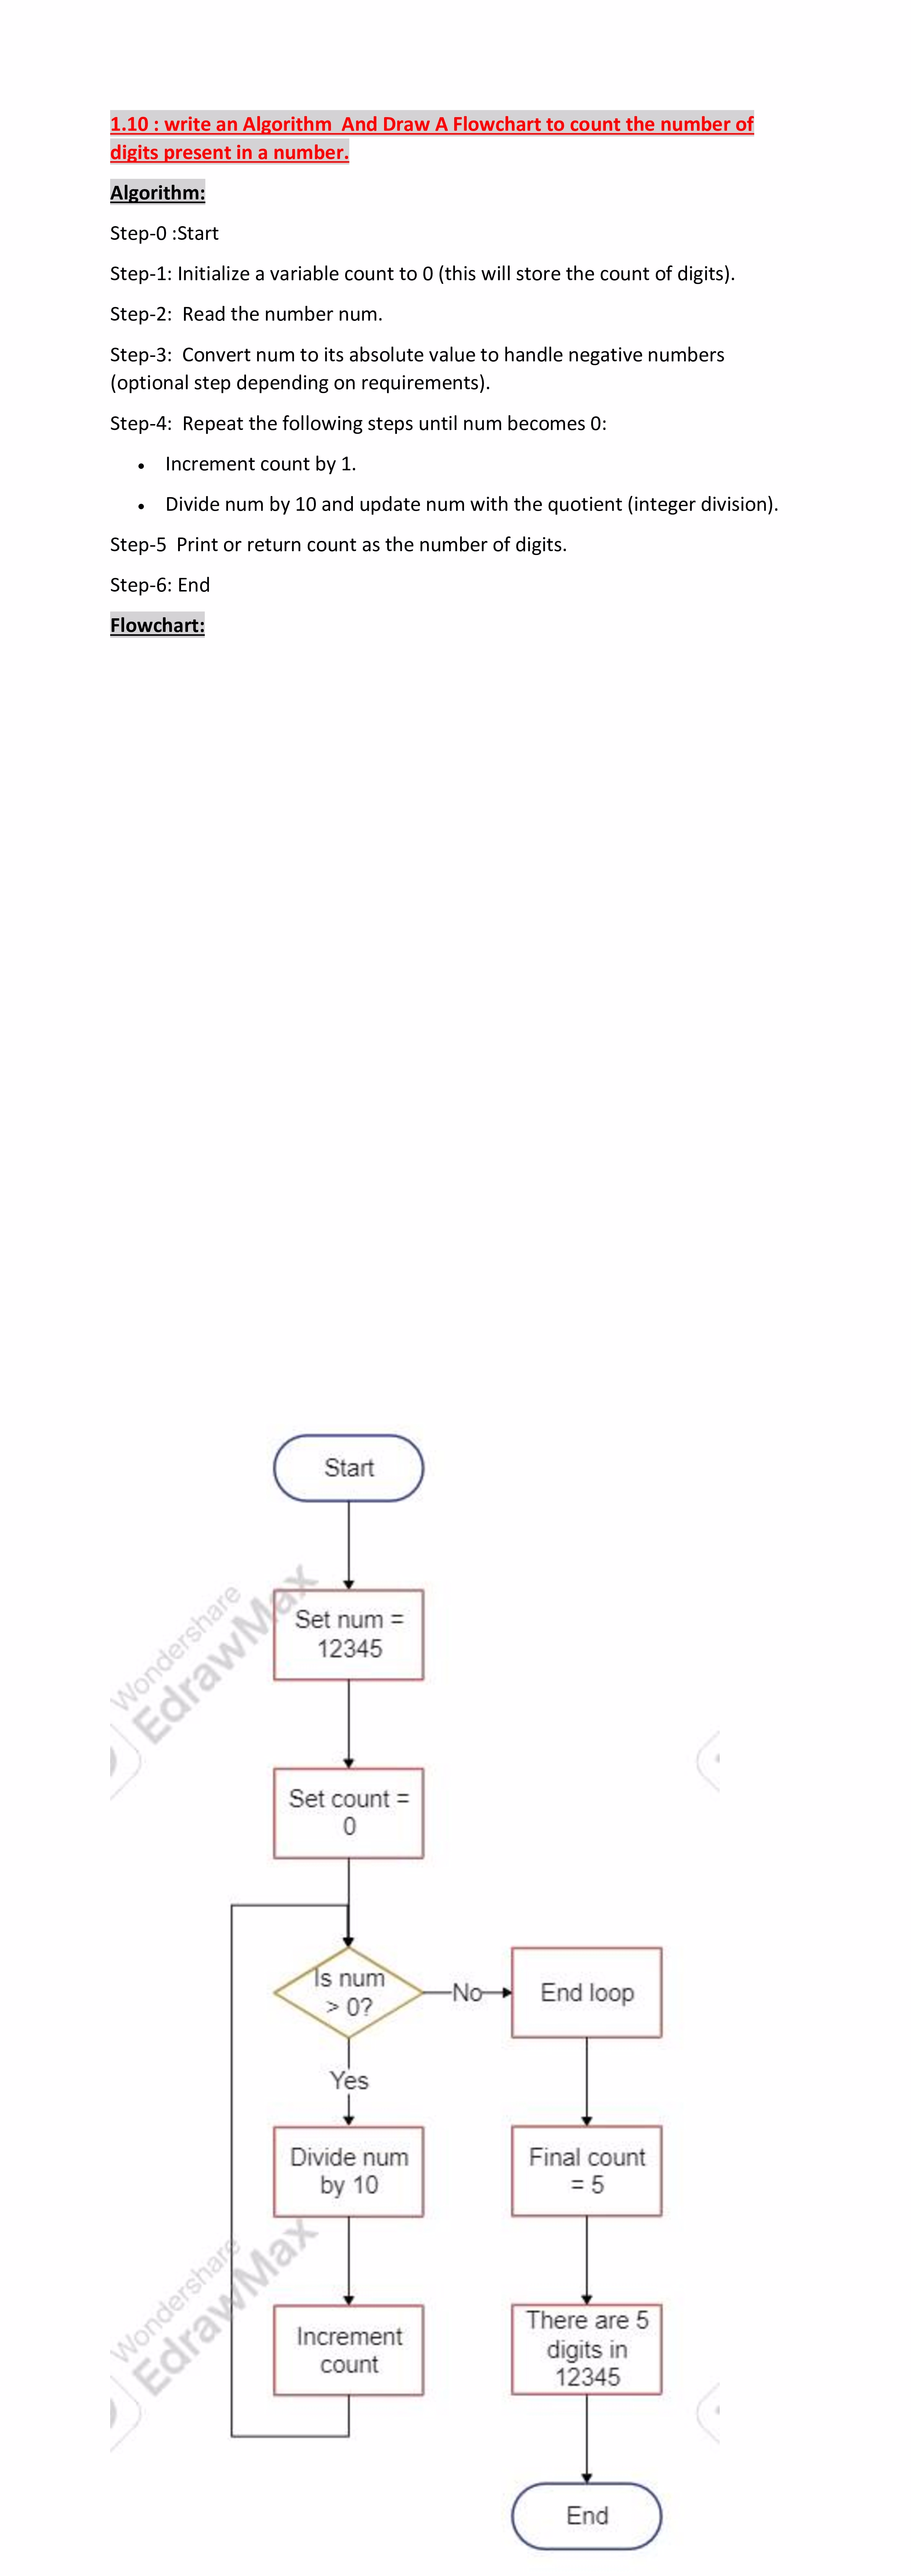 1.10 : write an Algorithm  And Draw A Flowchart to count the number of
digits present in a number.
Algorithm:
Step-0 :Start
Step-1: Initialize a variable count to 0 (this will store the count of digits).
Step-2:  Read the number num.
Step-3:  Convert num to its absolute value to handle negative numbers
(optional step depending on requirements).
Step-4:  Repeat the following steps until num becomes 0:
• Increment count by 1.
• Divide num by 10 and update num with the quotient (integer division).
Step-5  Print or return count as the number of digits.
Step-6: End
Flowchart:
Start
Wondershare
EdrawMax
Set num =
12345
Set count =
0
Is num
> 0?
No
End loop
Yes
Divide num
by 10
Final count
= 5
Wondershare
EdrawMax
Increment
count
There are 5
digits in
12345
End